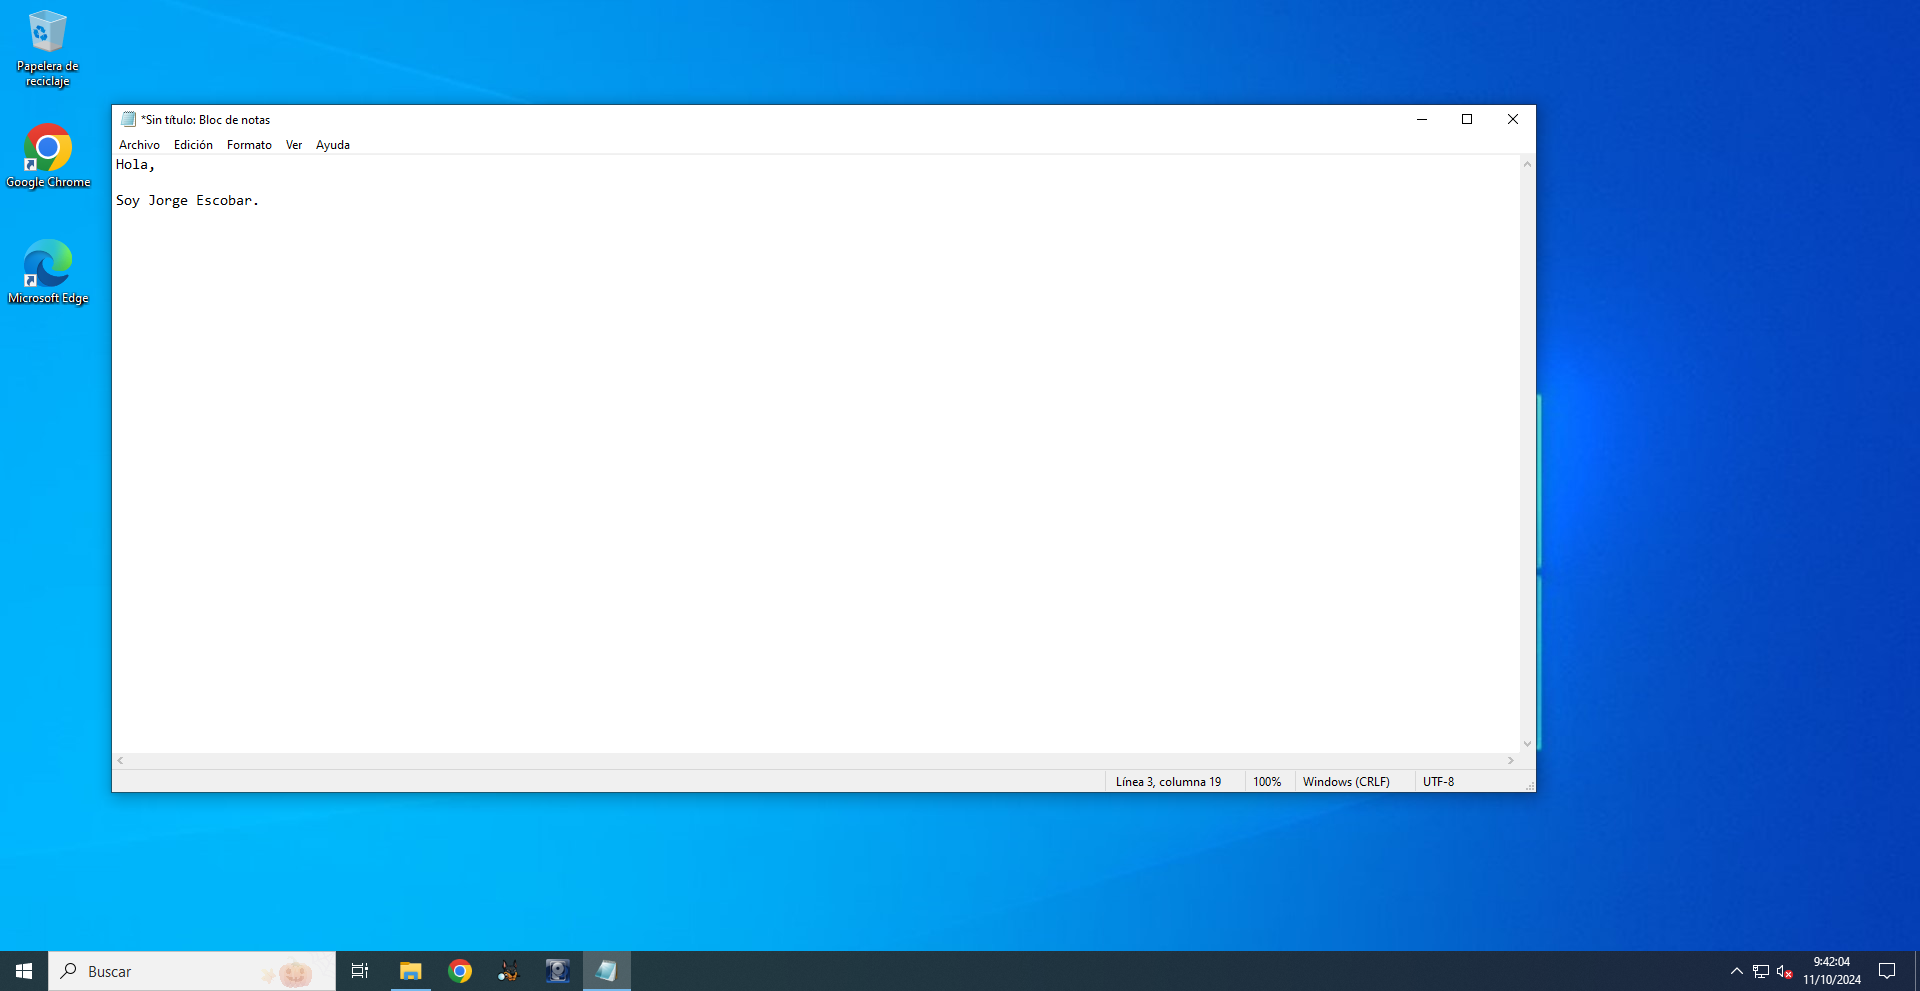 Papelera de
reciclaje
Google Chrome
Microsoft Edge
*Sin título: Bloc de notas
Archivo Edición Formato Ver Ayuda
Hola,
Soy Jorge Escobar.
Línea 3, columna 19 100% Windows (CRLF) UTF-8
Buscar
9:42:04
11/10/2024